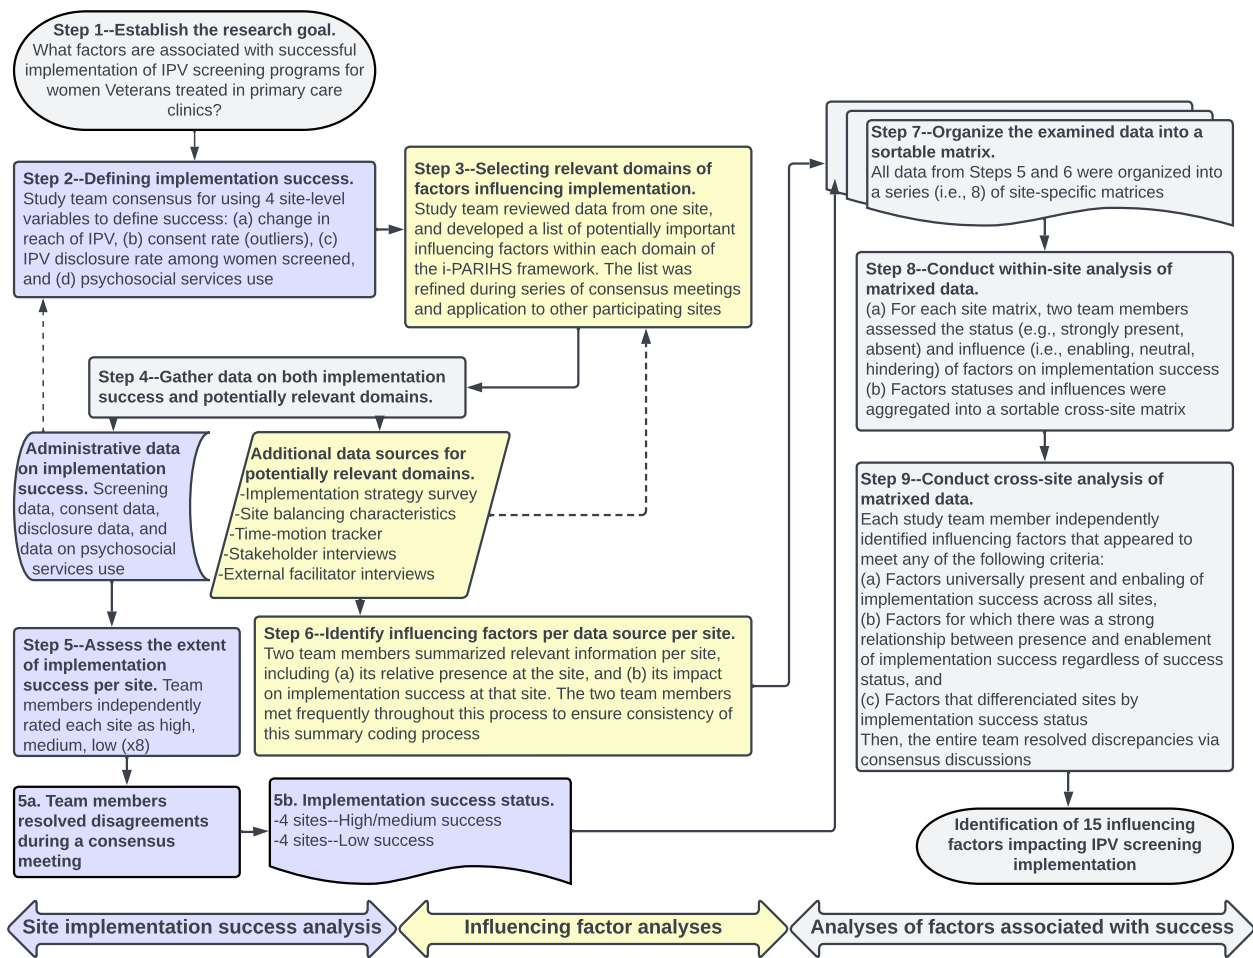 Step 1--Establish the research goal.
What factors are associated with successful
implementation of IPV screening programs for
women Veterans treated in primary care
clinics?
Step 2--Defining implementation success.
Study team consensus for using 4 site-level
variables to define success: (a) change in
reach of IPV, (b) consent rate (outliers), (c)
IPV disclosure rate among women screened,
and (d) psychosocial services use
Step 3--Selecting relevant domains of
factors influencing implementation.
Study team reviewed data from one site,
and developed a list of potentially important
influencing factors within each domain of
the i-PARIHS framework. The list was
refined during series of consensus meetings
and application to other participating sites
Step 4--Gather data on both implementation
success and potentially relevant domains.
Administrative data
on implementation
success. Screening
data, consent data,
disclosure data, and
data on psychosocial
services use
Additional data sources for
potentially relevant domains.
-Implementation strategy survey
-Site balancing characteristics
-Time-motion tracker
-Stakeholder interviews
-External facilitator interviews
Step 5--Assess the extent
of implementation
success per site. Team
members independently
rated each site as high,
medium, low (x8)
5a. Team members
resolved disagreements
during a consensus
meeting
5b. Implementation success status.
-4 sites--High/medium success
-4 sites--Low success
Step 6--Identify influencing factors per data source per site.
Two team members summarized relevant information per site,
including (a) its relative presence at the site, and (b) its impact
on implementation success at that site. The two team members
met frequently throughout this process to ensure consistency of
this summary coding process
Step 7--Organize the examined data into a
sortable matrix.
All data from Steps 5 and 6 were organized into
a series (i.e., 8) of site-specific matrices
Step 8--Conduct within-site analysis of
matrixed data.
(a) For each site matrix, two team members
assessed the status (e.g., strongly present,
absent) and influence (i.e., enabling, neutral,
hindering) of factors on implementation success
(b) Factors statuses and influences were
aggregated into a sortable cross-site matrix
Step 9--Conduct cross-site analysis of
matrixed data.
Each study team member independently
identified influencing factors that appeared to
meet any of the following criteria:
(a) Factors universally present and enbaling of
implementation success across all sites,
(b) Factors for which there was a strong
relationship between presence and enablement
of implementation success regardless of success
status, and
(c) Factors that differenciated sites by
implementation success status
Then, the entire team resolved discrepancies via
consensus discussions
Identification of 15 influencing
factors impacting IPV screening
implementation
Site implementation success analysis
Influencing factor analyses
Analyses of factors associated with success